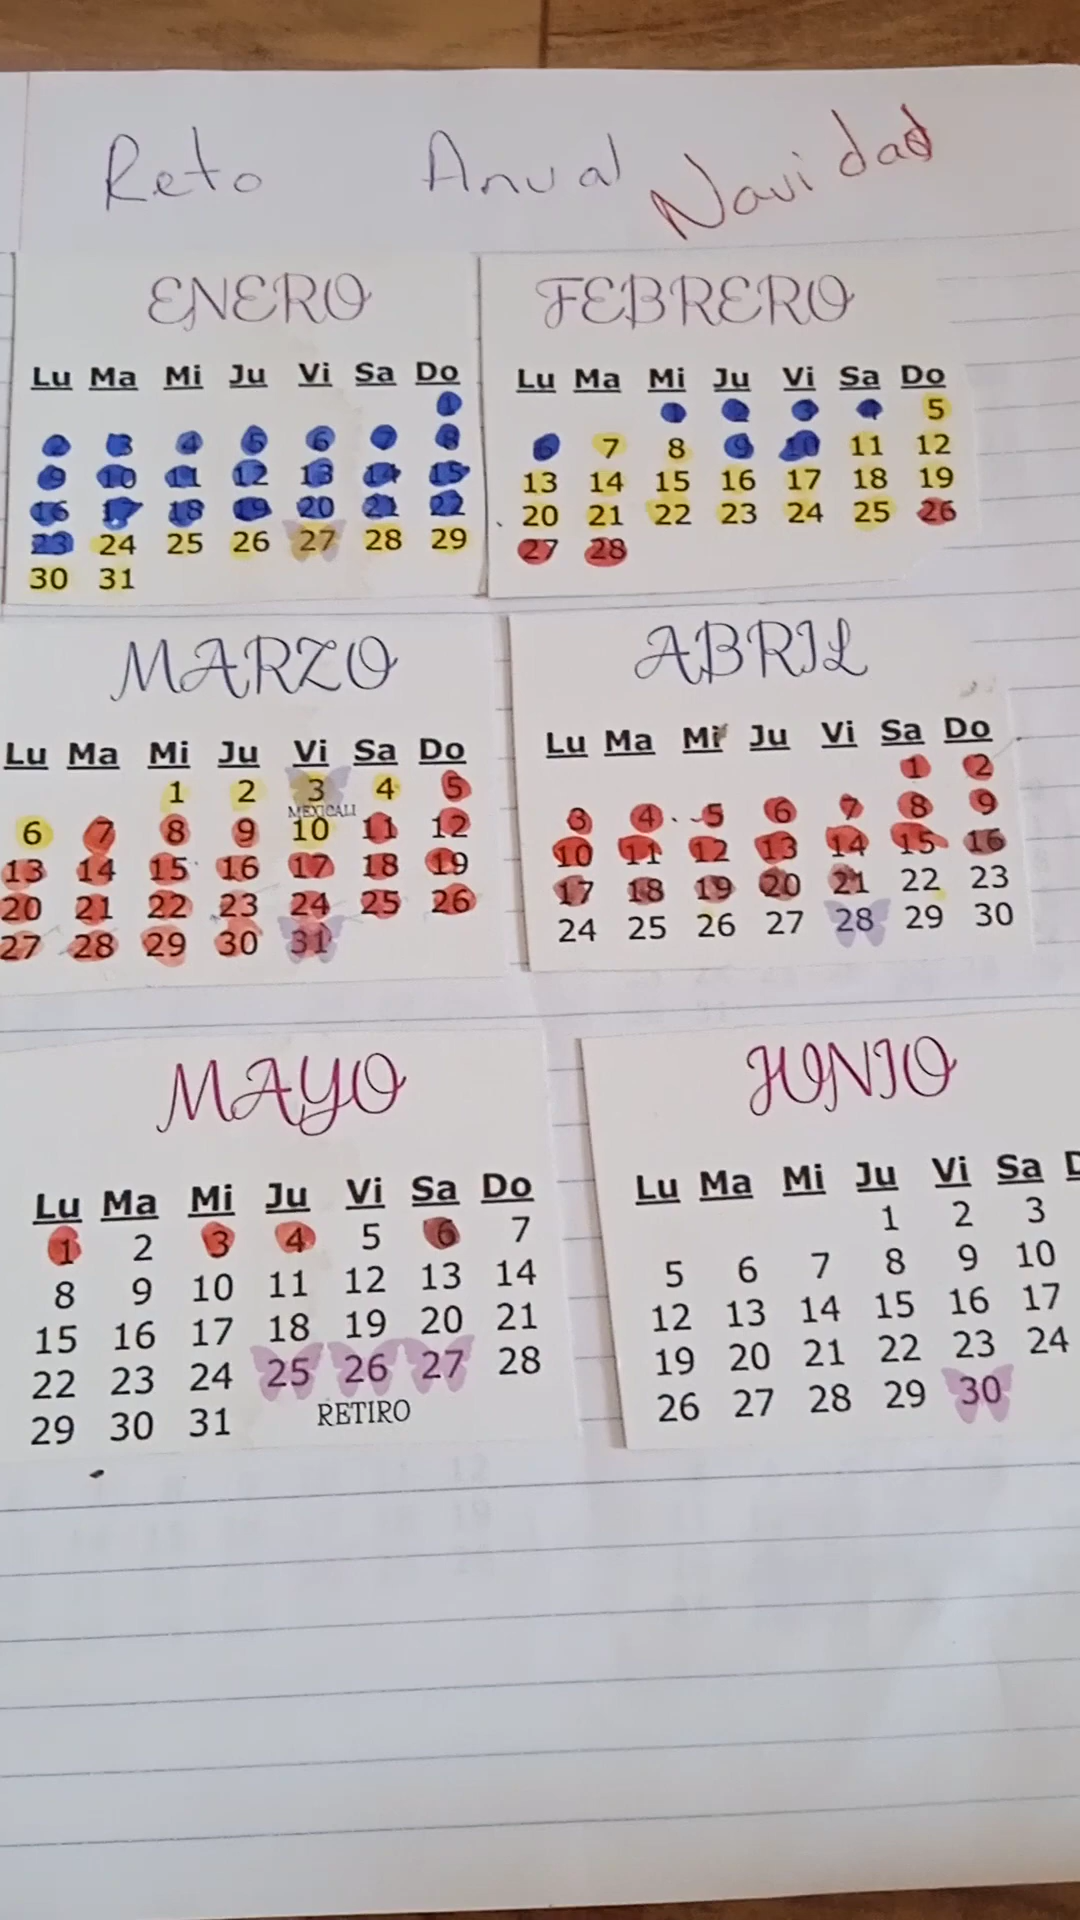 Reto Anual Navidad
ENERO
Lu Ma Mi Ju Vi Sa Do
1
2 3 4 5 6 7 8
9 10 11 12 13 14 15
16 17 18 19 20 21 22
23 24 25 26 27 28 29
30 31
FEBRERO
Lu Ma Mi Ju Vi Sa Do
1 2 3 4 5
6 7 8 9 10 11 12
13 14 15 16 17 18 19
20 21 22 23 24 25 26
27 28
MARZO
Lu Ma Mi Ju Vi Sa Do
1 2 3 4 5
MEXICALI
6 7 8 9 10 11 12
13 14 15 16 17 18 19
20 21 22 23 24 25 26
27 28 29 30 31
ABRIL
Lu Ma Mi Ju Vi Sa Do
1 2
3 4 5 6 7 8 9
10 11 12 13 14 15 16
17 18 19 20 21 22 23
24 25 26 27 28 29 30
MAYO
Lu Ma Mi Ju Vi Sa Do
1 2 3 4 5 6 7
8 9 10 11 12 13 14
15 16 17 18 19 20 21
22 23 24 25 26 27 28
29 30 31
RETIRO
JUNIO
Lu Ma Mi Ju Vi Sa D
1 2 3
5 6 7 8 9 10
12 13 14 15 16 17
19 20 21 22 23 24
26 27 28 29 30